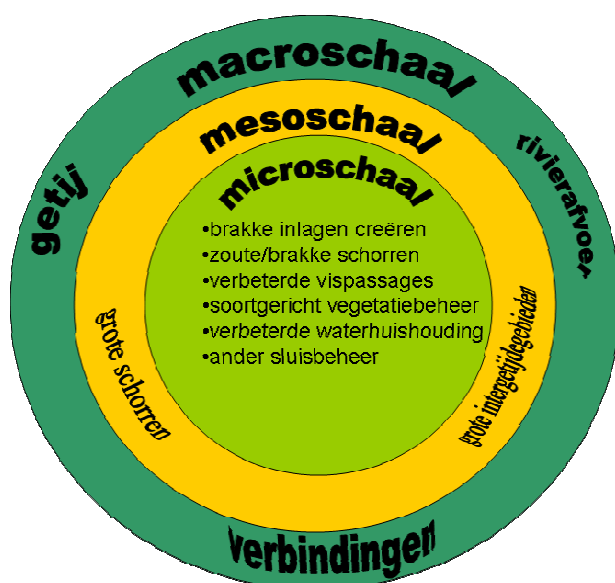 macroschaal
getij
rivierafvoer
mesoschaal
microschaal
•brakke inlagen creëren
•zoute/brakke schorren
•verbeterde vispassages
•soortgericht vegetatiebeheer
•verbeterde waterhuishouding
•ander sluisbeheer
grote schorren
grote intergetijdegebieden
verbindingen